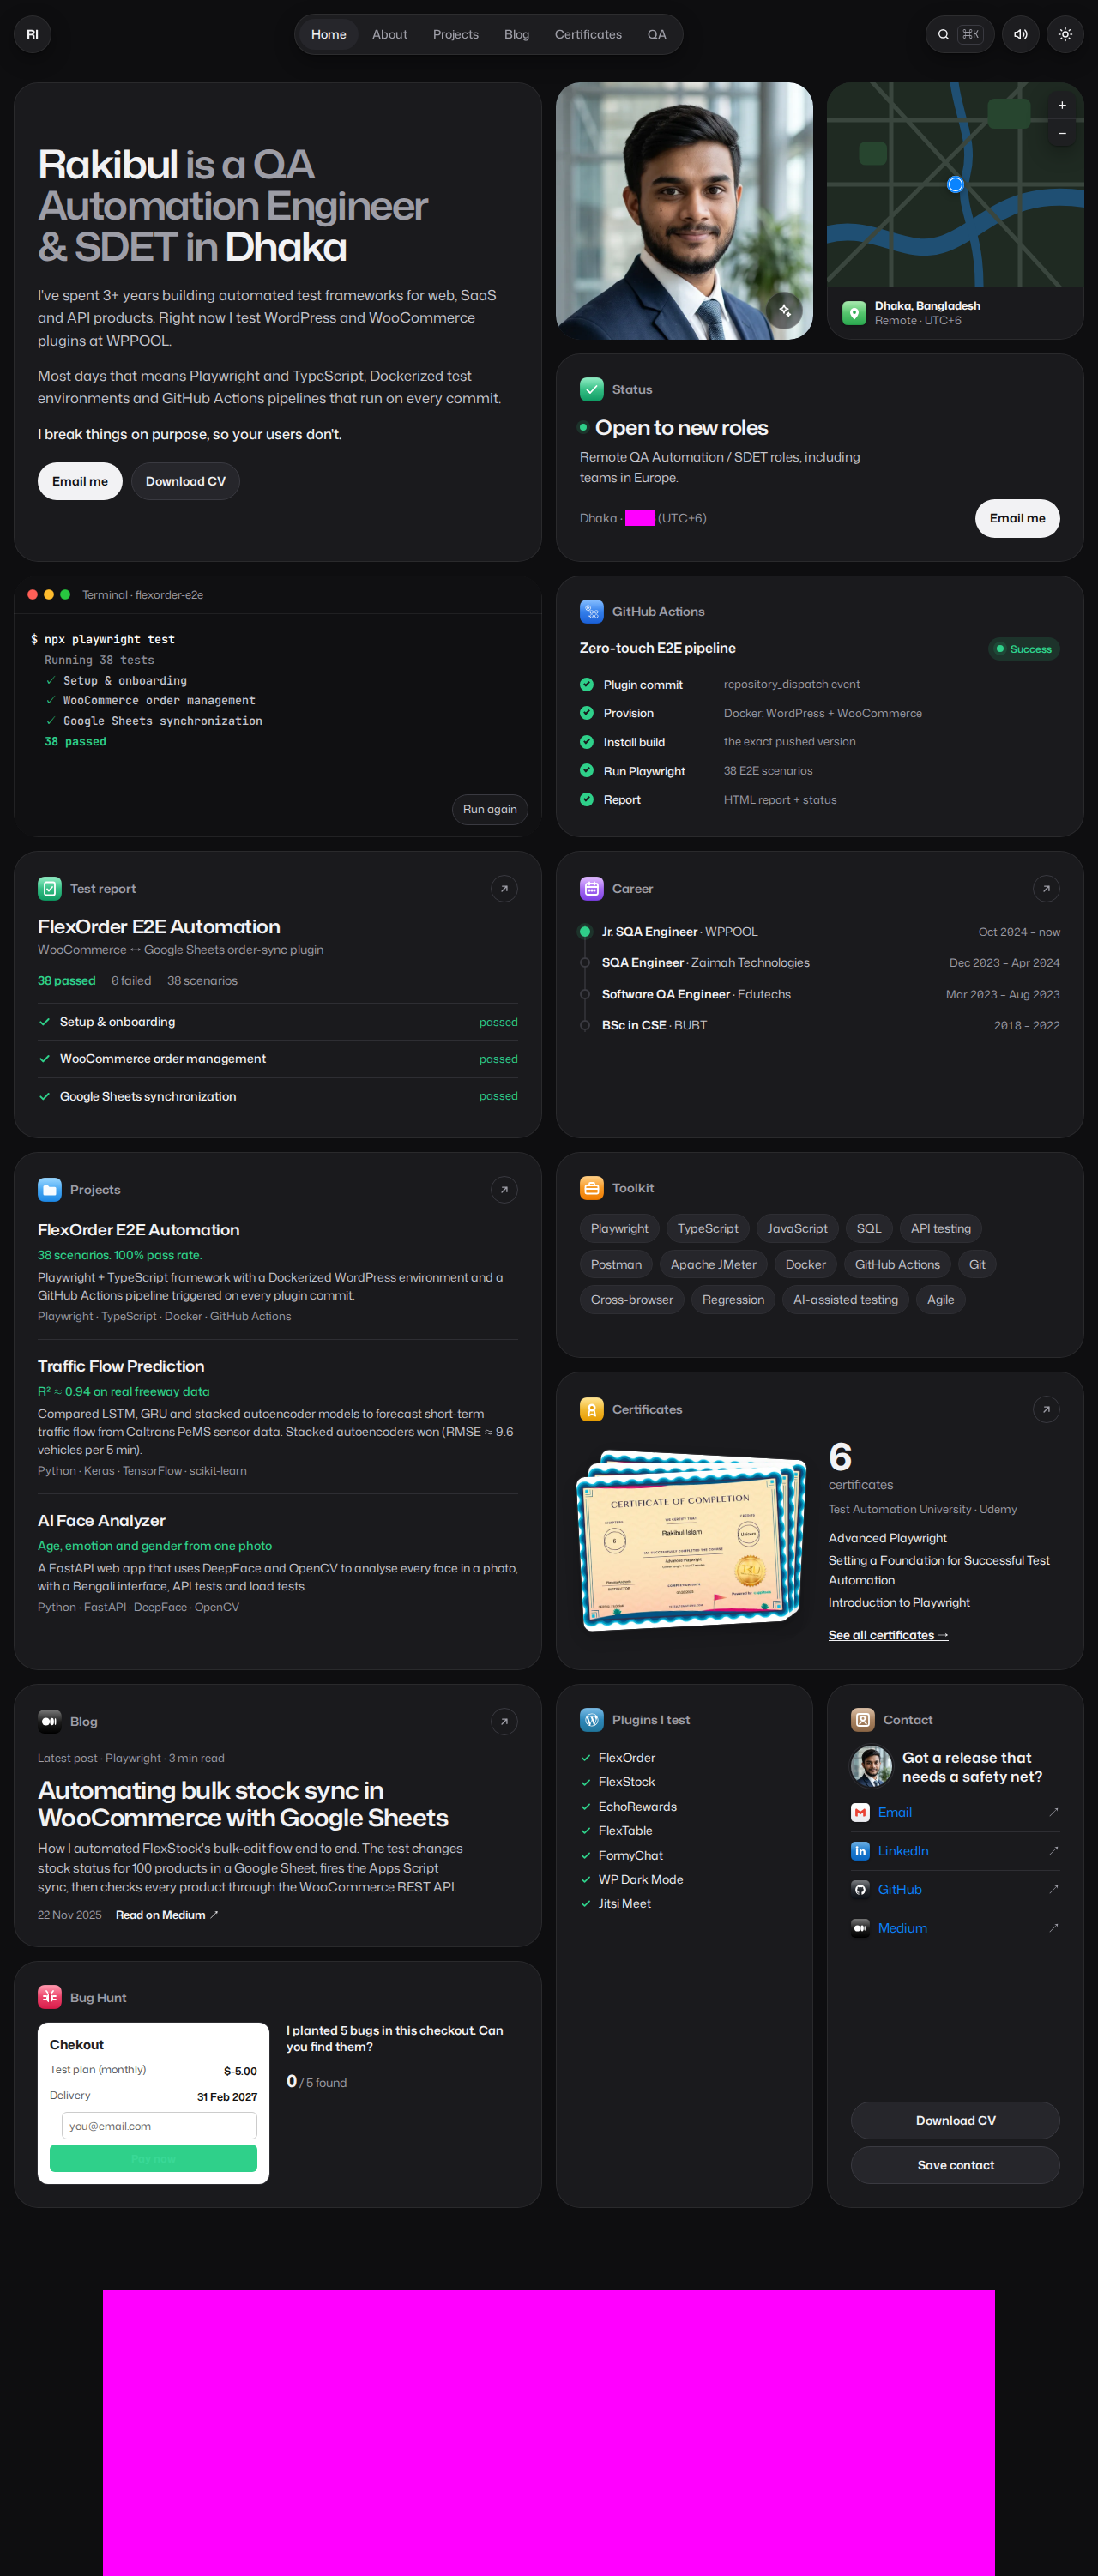 RI
Home
About
Projects
Blog
Certificates
QA
⌘K
Rakibul is a QA
Automation Engineer
& SDET in Dhaka
I've spent 3+ years building automated test frameworks for web, SaaS
and API products. Right now I test WordPress and WooCommerce
plugins at WPPOOL.
Most days that means Playwright and TypeScript, Dockerized test
environments and GitHub Actions pipelines that run on every commit.
I break things on purpose, so your users don't.
Email me
Download CV
+
−
Dhaka, Bangladesh
Remote · UTC+6
Status
Open to new roles
Remote QA Automation / SDET roles, including
teams in Europe.
Dhaka · (UTC+6)
Email me
Terminal · flexorder-e2e
$ npx playwright test
Running 38 tests
✓ Setup & onboarding
✓ WooCommerce order management
✓ Google Sheets synchronization
38 passed
Run again
GitHub Actions
Zero-touch E2E pipeline
Success
Plugin commit repository_dispatch event
Provision Docker: WordPress + WooCommerce
Install build the exact pushed version
Run Playwright 38 E2E scenarios
Report HTML report + status
Test report
FlexOrder E2E Automation
WooCommerce ↔ Google Sheets order-sync plugin
38 passed 0 failed 38 scenarios
Setup & onboarding passed
WooCommerce order management passed
Google Sheets synchronization passed
Career
Jr. SQA Engineer · WPPOOL Oct 2024 – now
SQA Engineer · Zaimah Technologies Dec 2023 – Apr 2024
Software QA Engineer · Edutechs Mar 2023 – Aug 2023
BSc in CSE · BUBT 2018 – 2022
Projects
FlexOrder E2E Automation
38 scenarios. 100% pass rate.
Playwright + TypeScript framework with a Dockerized WordPress environment and a
GitHub Actions pipeline triggered on every plugin commit.
Playwright · TypeScript · Docker · GitHub Actions
Traffic Flow Prediction
R² ≈ 0.94 on real freeway data
Compared LSTM, GRU and stacked autoencoder models to forecast short-term
traffic flow from Caltrans PeMS sensor data. Stacked autoencoders won (RMSE ≈ 9.6
vehicles per 5 min).
Python · Keras · TensorFlow · scikit-learn
AI Face Analyzer
Age, emotion and gender from one photo
A FastAPI web app that uses DeepFace and OpenCV to analyse every face in a photo,
with a Bengali interface, API tests and load tests.
Python · FastAPI · DeepFace · OpenCV
Toolkit
Playwright TypeScript JavaScript SQL API testing
Postman Apache JMeter Docker GitHub Actions Git
Cross-browser Regression AI-assisted testing Agile
Certificates
CERTIFICATE OF COMPLETION
Rakibul Islam
Advanced Playwright
6
certificates
Test Automation University · Udemy
Advanced Playwright
Setting a Foundation for Successful Test
Automation
Introduction to Playwright
See all certificates →
Blog
Latest post · Playwright · 3 min read
Automating bulk stock sync in
WooCommerce with Google Sheets
How I automated FlexStock's bulk-edit flow end to end. The test changes
stock status for 100 products in a Google Sheet, fires the Apps Script
sync, then checks every product through the WooCommerce REST API.
22 Nov 2025 Read on Medium ↗
Plugins I test
FlexOrder
FlexStock
EchoRewards
FlexTable
FormyChat
WP Dark Mode
Jitsi Meet
Contact
Got a release that
needs a safety net?
Email ↗
LinkedIn ↗
GitHub ↗
Medium ↗
Download CV
Save contact
Bug Hunt
Chekout
Test plan (monthly) $-5.00
Delivery 31 Feb 2027
you@email.com
Pay now
I planted 5 bugs in this checkout. Can
you find them?
0 / 5 found